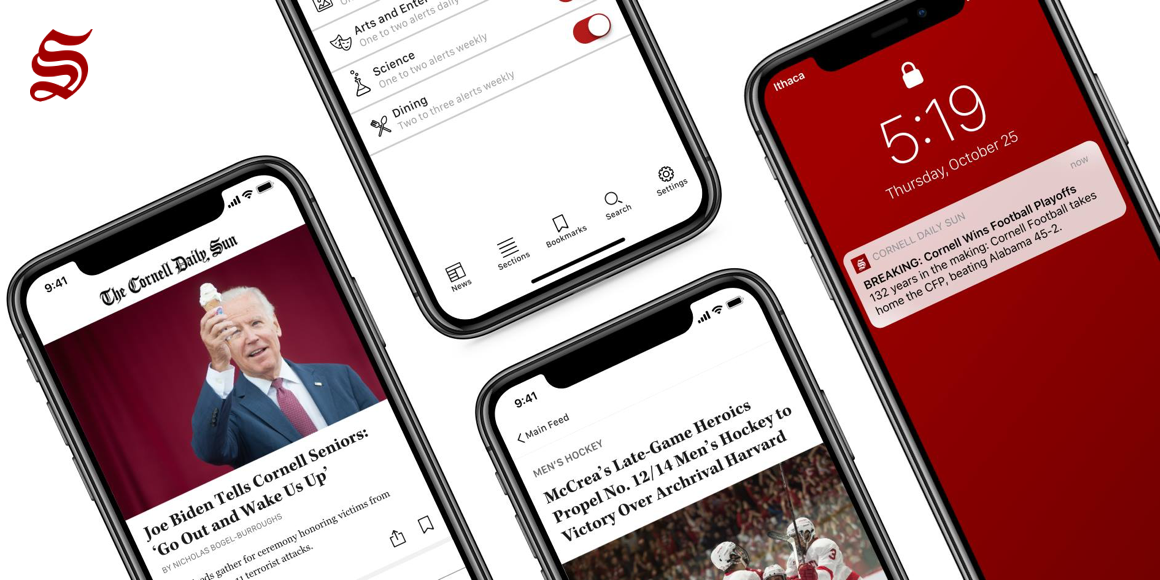 S
9:41
The Cornell Daily Sun
Joe Biden Tells Cornell Seniors:
'Go Out and Wake Us Up'
BY NICHOLAS BOGEL-BURROUGHS
gather for ceremony honoring victims from
terrorist attacks.
Arts and
One to two alerts daily
Science
One to two alerts weekly
Dining
Two to three alerts weekly
News
Sections
Bookmarks
Search
Settings
9:41
Main Feed
MEN'S HOCKEY
McCrea's Late-Game Heroics
Propel No. 12/14 Men's Hockey to
Victory Over Archrival Harvard
3
Ithaca
5:19
Thursday, October 25
S
CORNELL DAILY SUN
now
BREAKING: Cornell Wins Football Playoffs
132 years in the making: Cornell Football takes
home the CFP, beating Alabama 45-2.